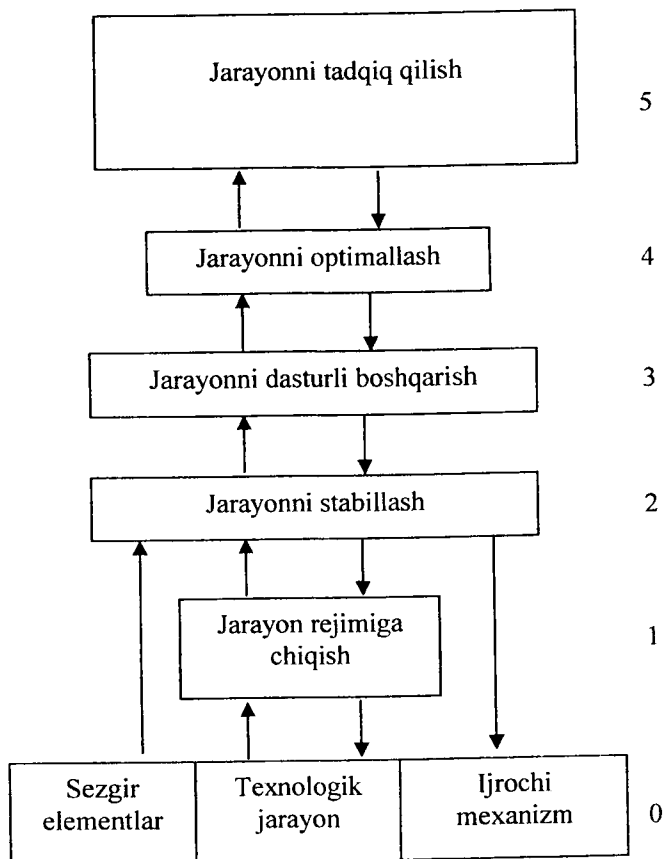 Jarayonni tadqiq qilish
5
Jarayonni optimallash
4
Jarayonni dasturli boshqarish
3
Jarayonni stabillash
2
Jarayon rejimiga
chiqish
1
Sezgir
elementlar
Texnologik
jarayon
Ijrochi
mexanizm
0